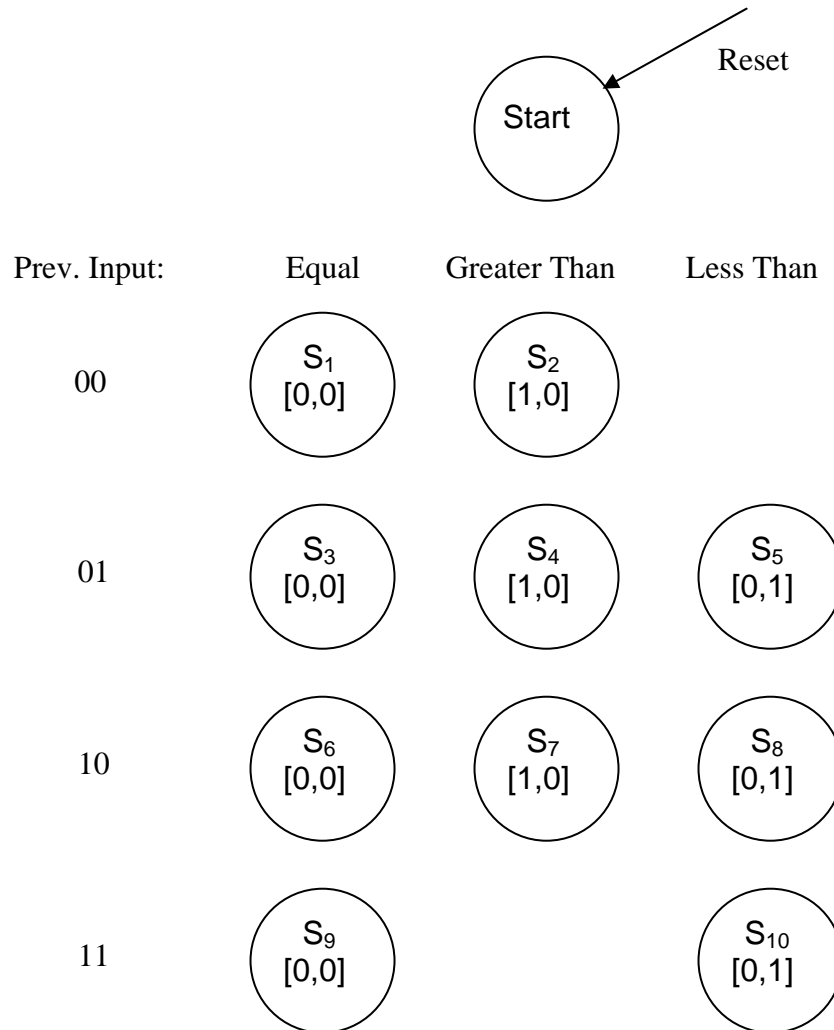 Reset
Start
Prev. Input: Equal Greater Than Less Than
00 S₁ [0,0] S₂ [1,0]
01 S₃ [0,0] S₄ [1,0] S₅ [0,1]
10 S₆ [0,0] S₇ [1,0] S₈ [0,1]
11 S₉ [0,0] S₁₀ [0,1]